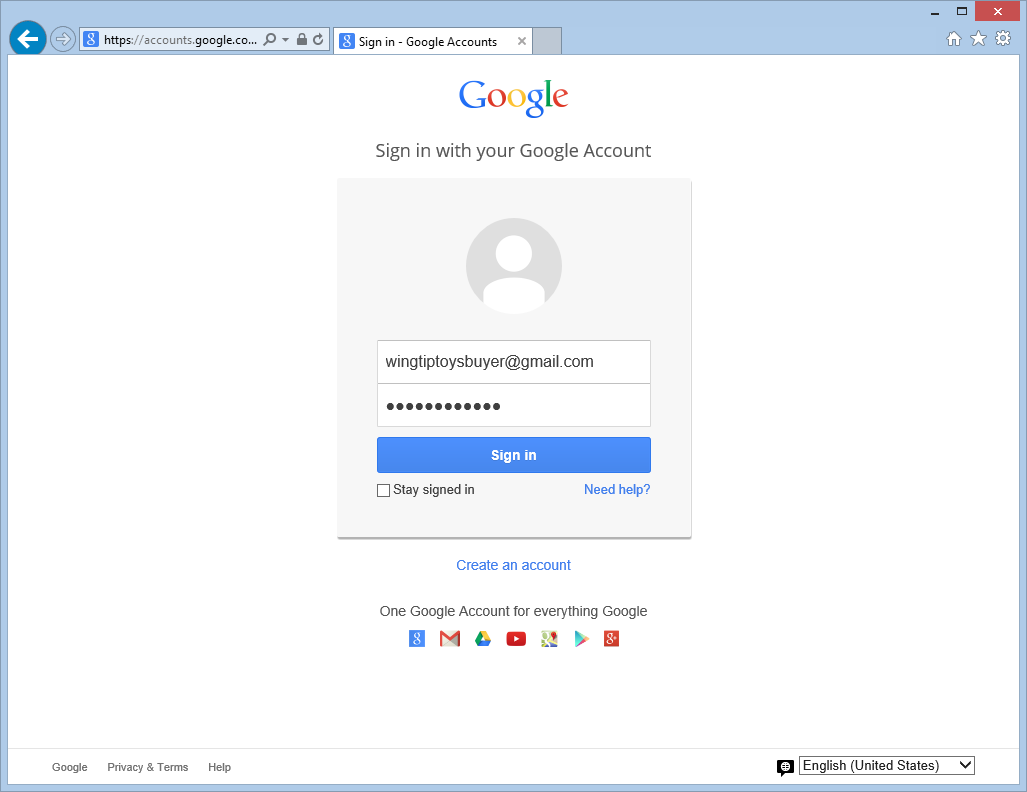 https://accounts.google.co...
Sign in - Google Accounts
Google
Sign in with your Google Account
wingtiptoysbuyer@gmail.com
••••••••••••
Sign in
Stay signed in
Need help?
Create an account
One Google Account for everything Google
Google
Privacy & Terms
Help
English (United States)